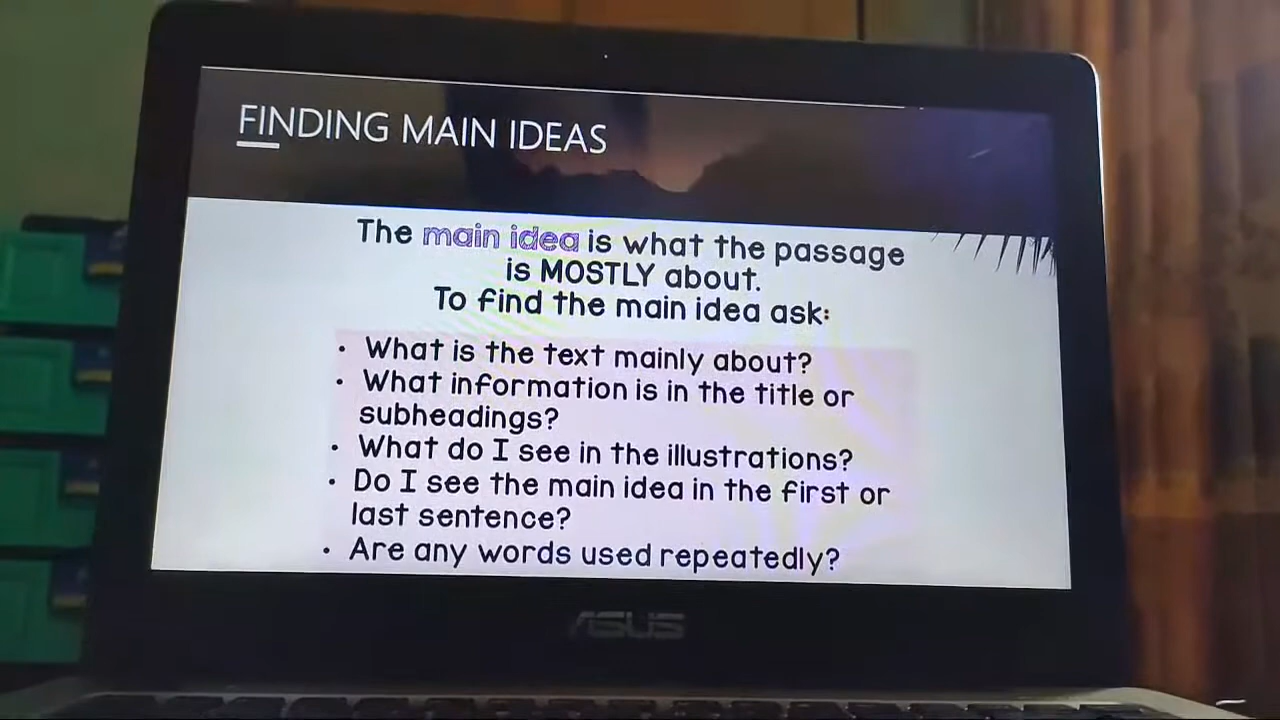 FINDING MAIN IDEAS
The main idea is what the passage
is MOSTLY about.
To find the main idea ask:
• What is the text mainly about?
• What information is in the title or
subheadings?
• What do I see in the illustrations?
• Do I see the main idea in the first or
last sentence?
• Are any words used repeatedly?
ASUS